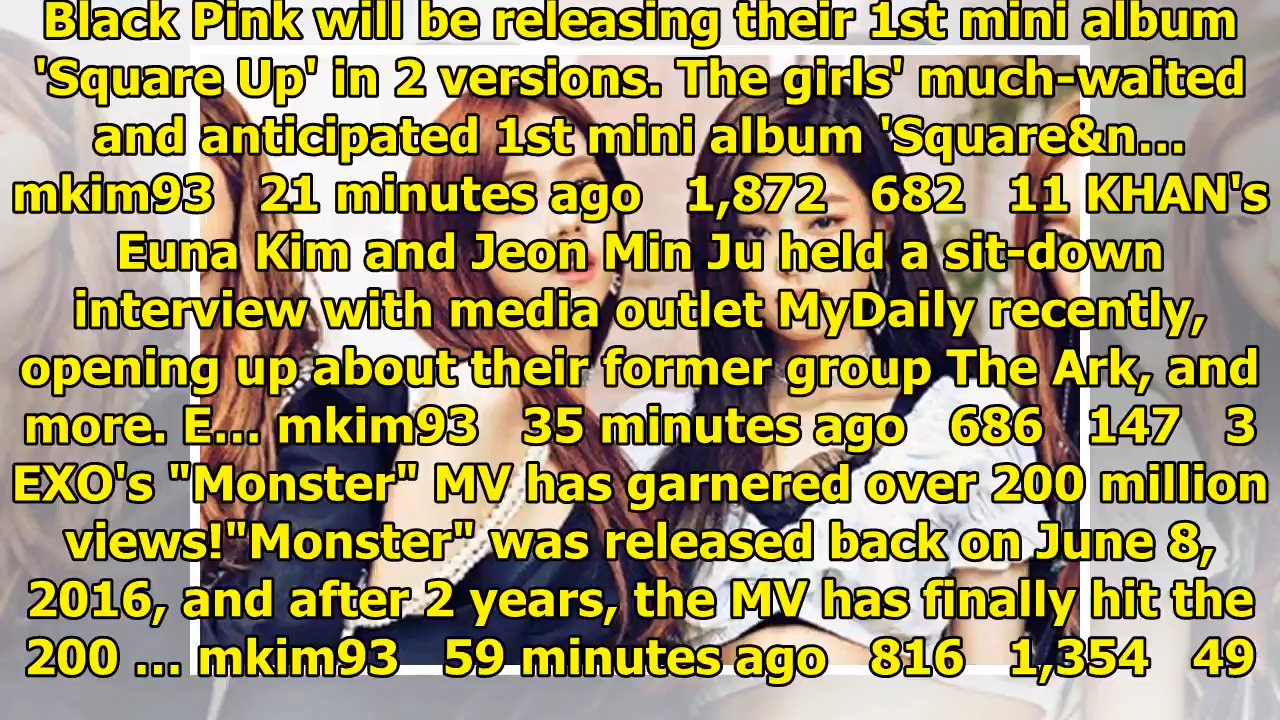 Black Pink will be releasing their 1st mini album
'Square Up' in 2 versions. The girls' much-waited
and anticipated 1st mini album 'Square&n...
mkim93 21 minutes ago 1,872 682 11 KHAN's
Euna Kim and Jeon Min Ju held a sit-down
interview with media outlet MyDaily recently,
opening up about their former group The Ark, and
more. E... mkim93 35 minutes ago 686 147 3
EXO's "Monster" MV has garnered over 200 million
views!"Monster" was released back on June 8,
2016, and after 2 years, the MV has finally hit the
200 ... mkim93 59 minutes ago 816 1,354 49